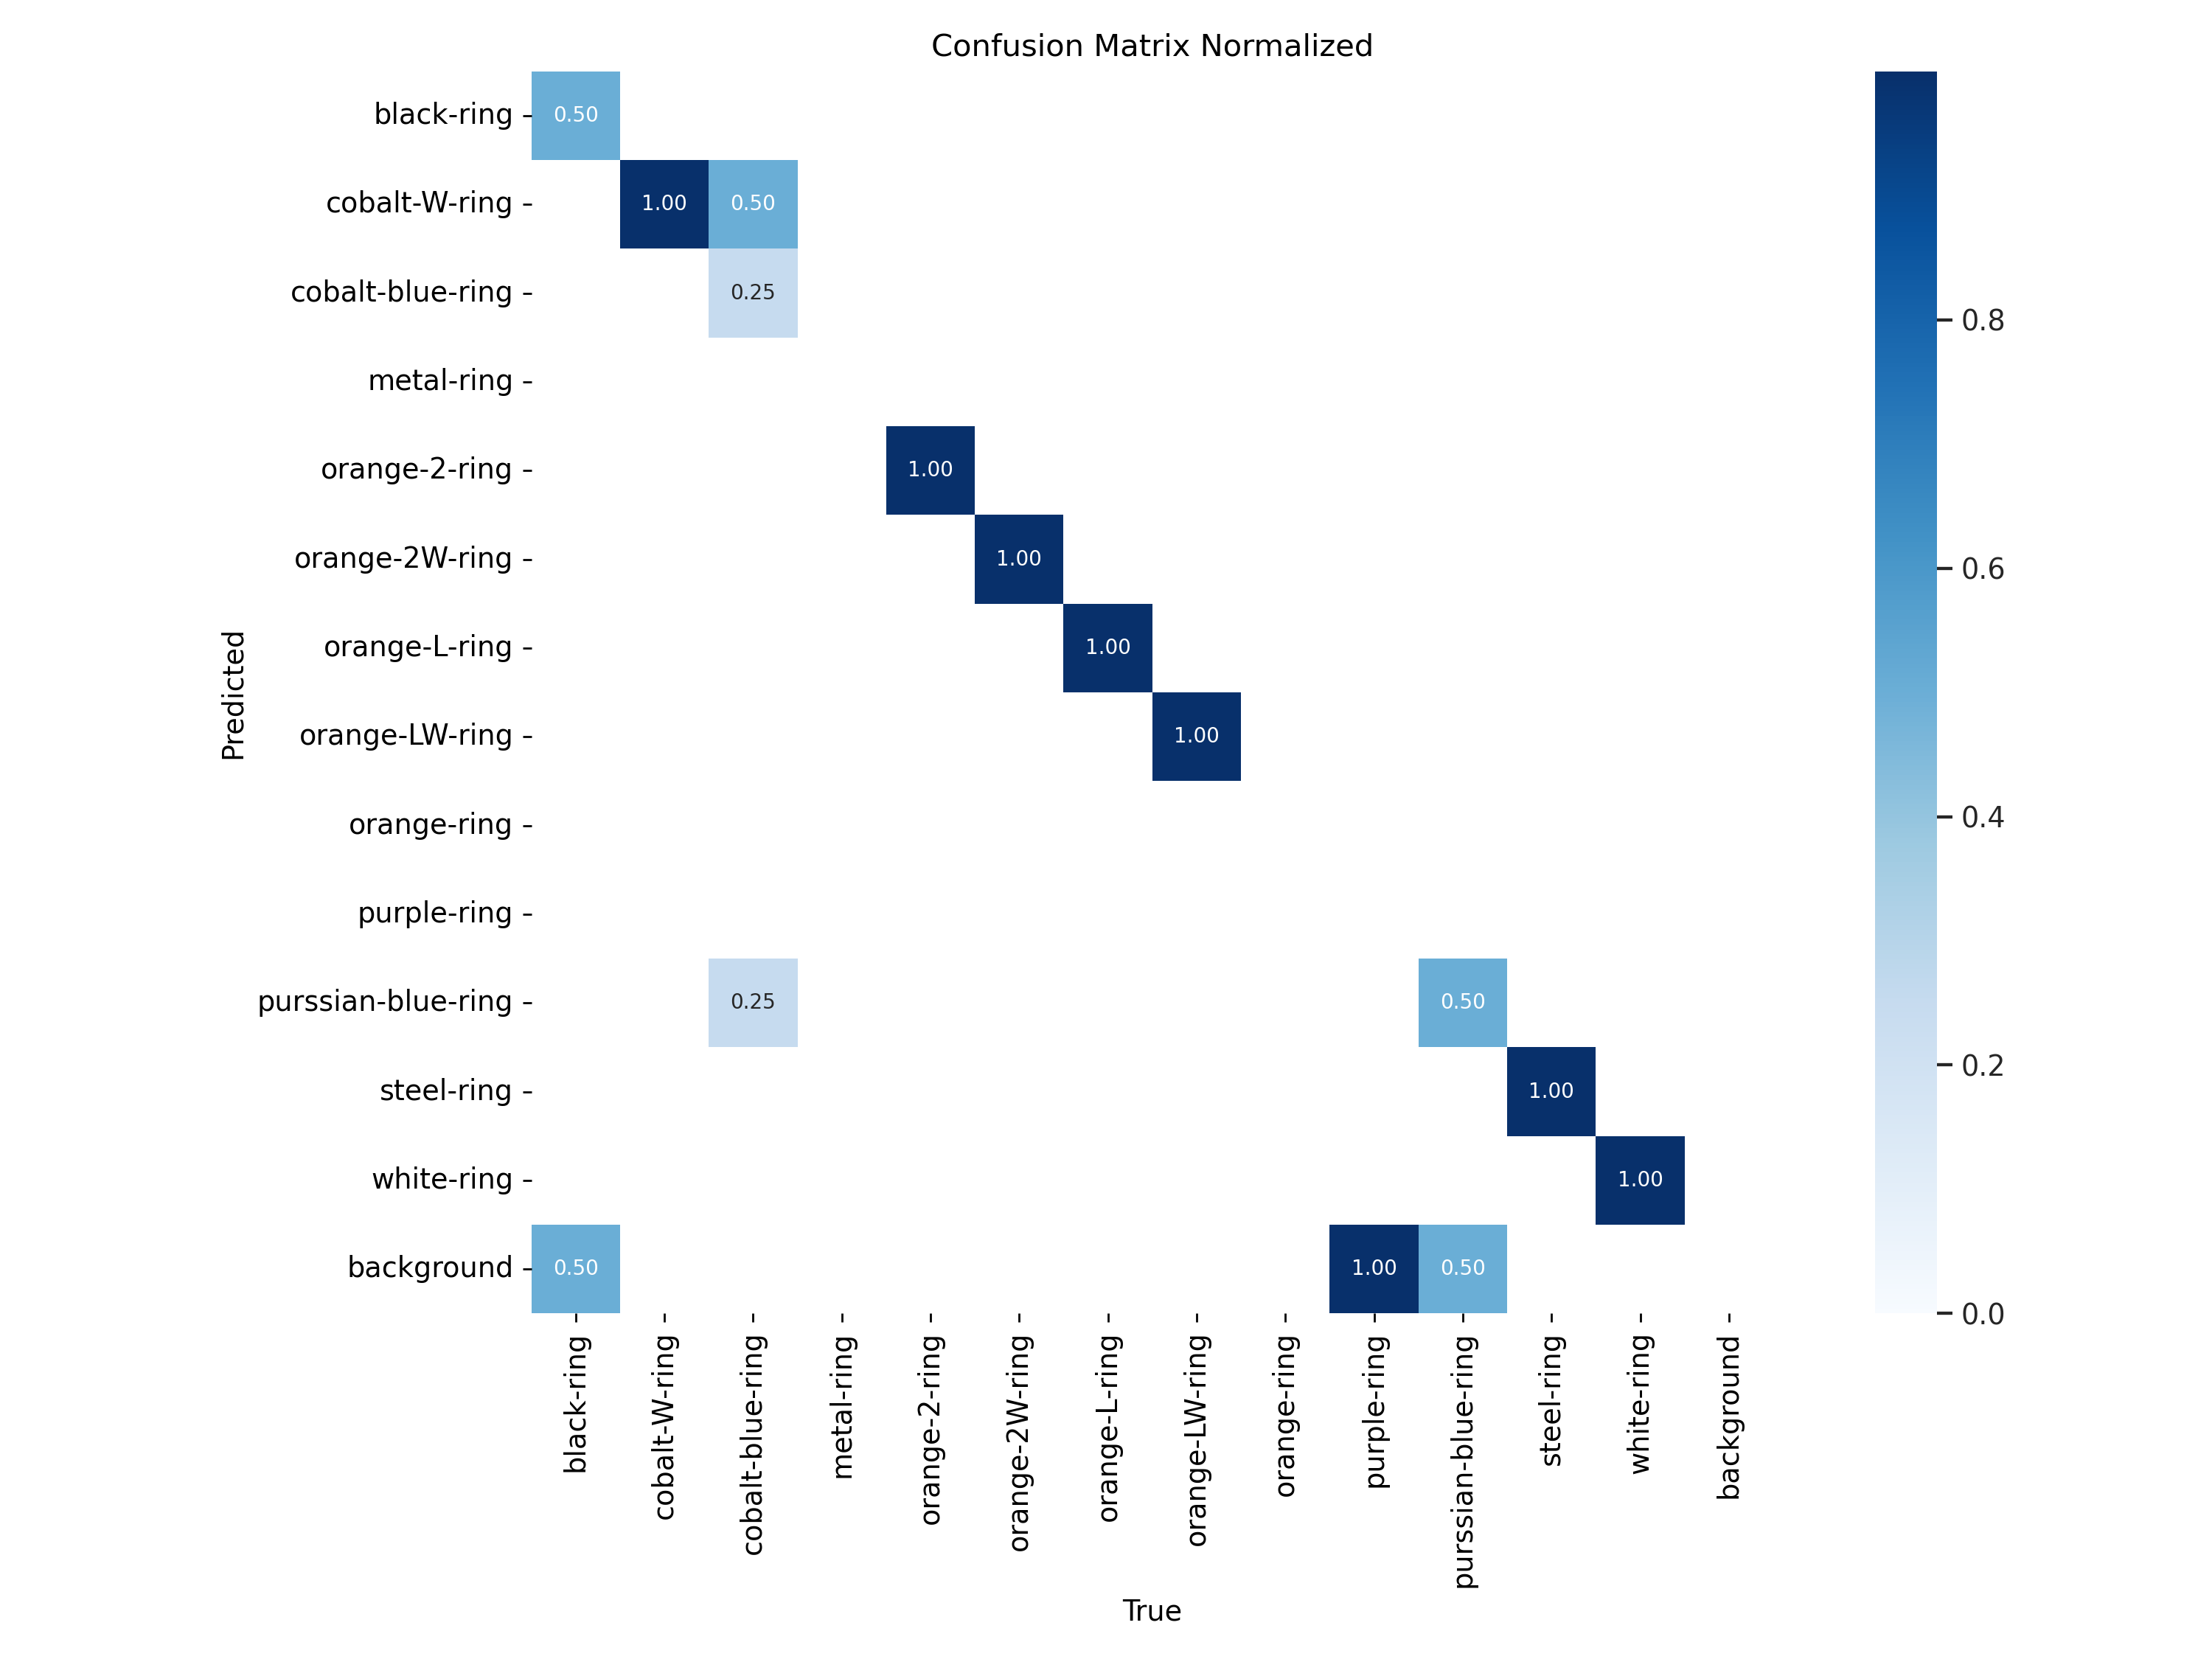 Confusion Matrix Normalized
black-ring
0.50
cobalt-W-ring
1.00 0.50
cobalt-blue-ring
0.25
metal-ring
orange-2-ring
1.00
orange-2W-ring
1.00
orange-L-ring
1.00
orange-LW-ring
1.00
orange-ring
purple-ring
purssian-blue-ring
0.25 0.50
steel-ring
1.00
white-ring
1.00
background
0.50 1.00 0.50
Predicted
black-ring
cobalt-W-ring
cobalt-blue-ring
metal-ring
orange-2-ring
orange-2W-ring
orange-L-ring
orange-LW-ring
orange-ring
purple-ring
purssian-blue-ring
steel-ring
white-ring
background
True
0.8
0.6
0.4
0.2
0.0